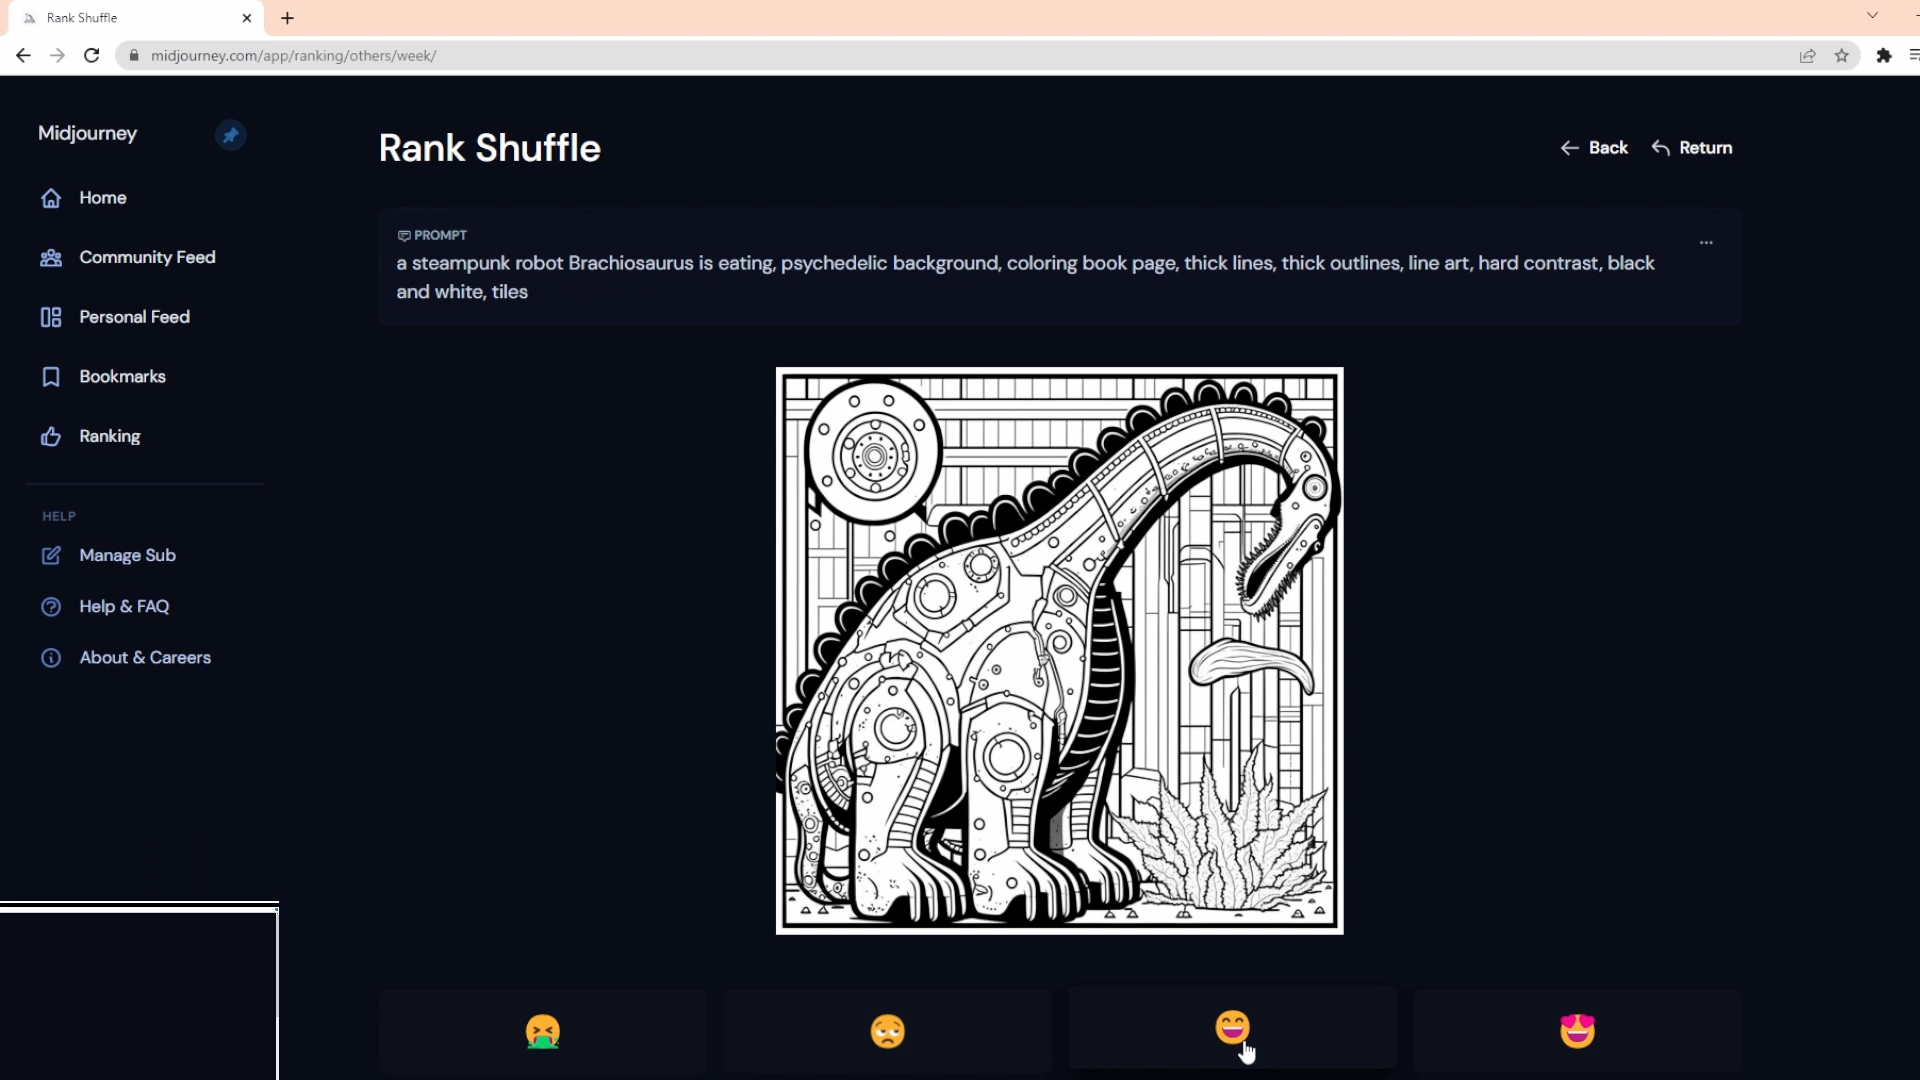 Rank Shuffle
midjourney.com/app/ranking/others/week/
Midjourney
Home
Community Feed
Personal Feed
Bookmarks
Ranking
HELP
Manage Sub
Help & FAQ
About & Careers
Rank Shuffle
Back
Return
PROMPT
a steampunk robot Brachiosaurus is eating, psychedelic background, coloring book page, thick lines, thick outlines, line art, hard contrast, black
and white, tiles